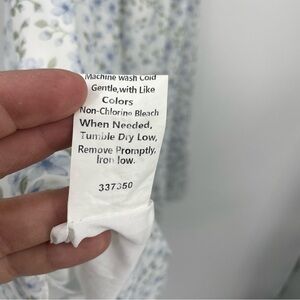 Machine Wash Cold
Gentle,with Like
Colors
Non-Chlorine Bleach
When Needed,
Tumble Dry Low,
Remove Promptly,
Iron low.
337350